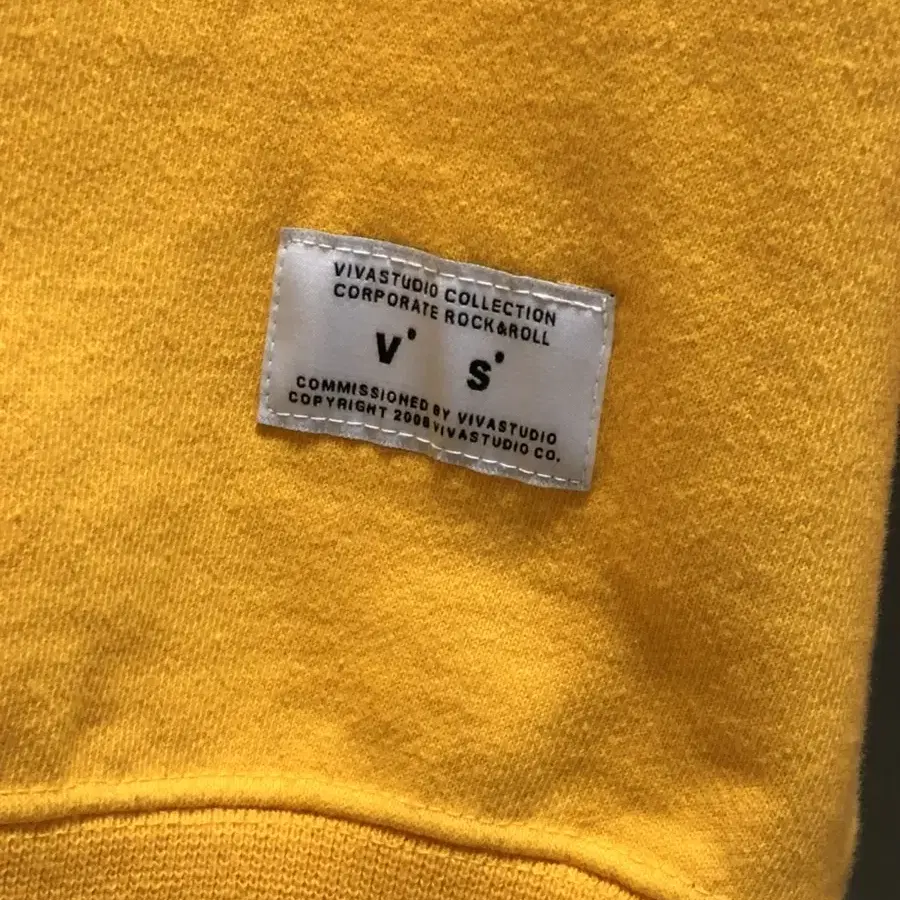 VIVASTUDIO COLLECTION
CORPORATE ROCK&ROLL
V' S'
COMMISSIONED BY VIVASTUDIO
COPYRIGHT 2008 VIVASTUDIO CO.